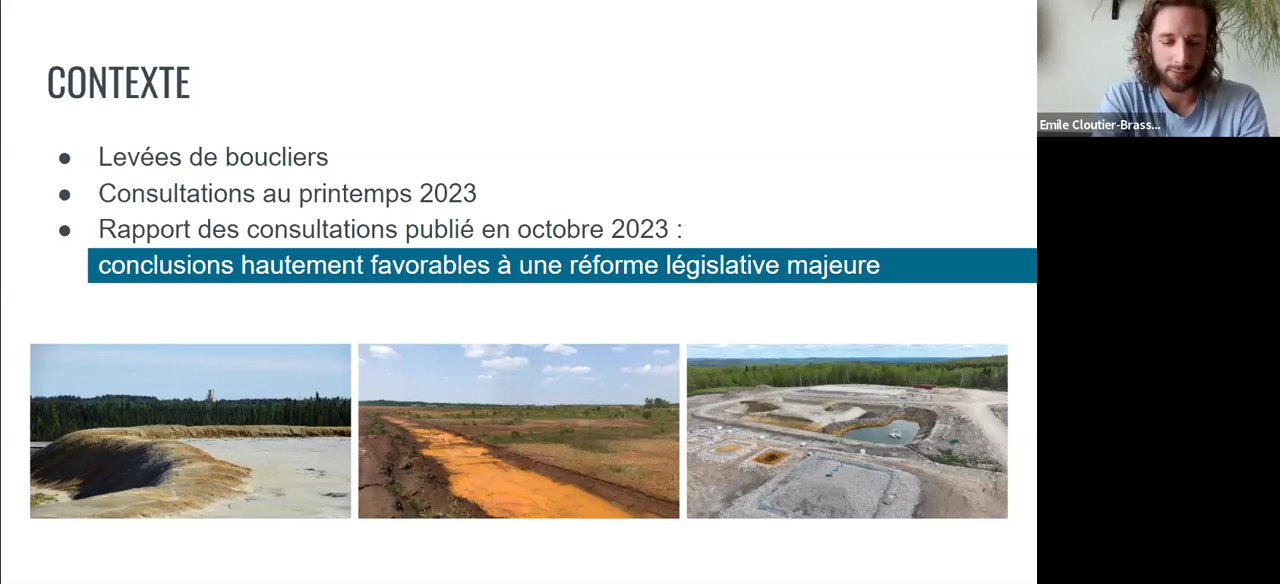 CONTEXTE
● Levées de boucliers
● Consultations au printemps 2023
● Rapport des consultations publié en octobre 2023 :
conclusions hautement favorables à une réforme législative majeure
Emile Cloutier-Brass...